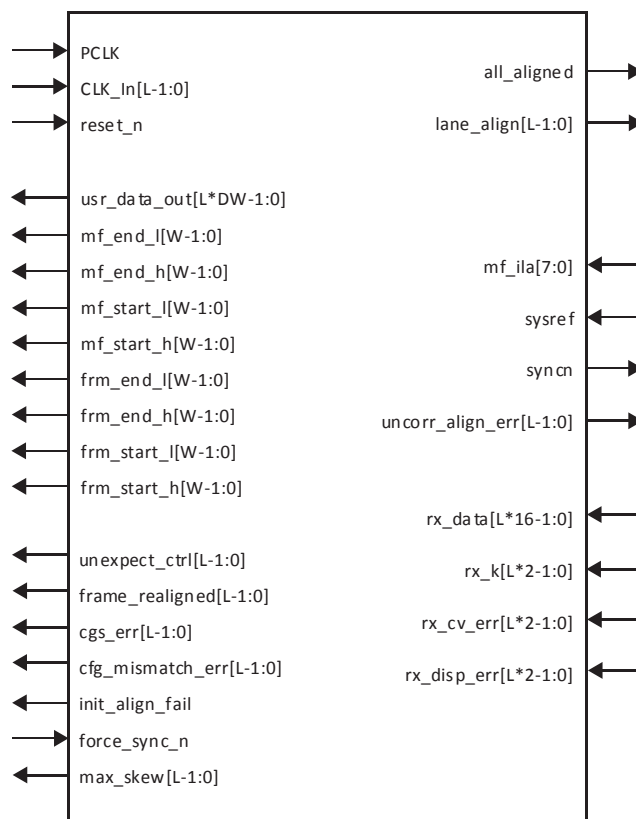 PCLK
CLK_In[L-1:0]
reset_n
usr_data_out[L*DW-1:0]
mf_end_l[W-1:0]
mf_end_h[W-1:0]
mf_start_l[W-1:0]
mf_start_h[W-1:0]
frm_end_l[W-1:0]
frm_end_h[W-1:0]
frm_start_l[W-1:0]
frm_start_h[W-1:0]
unexpect_ctrl[L-1:0]
frame_realigned[L-1:0]
cgs_err[L-1:0]
cfg_mismatch_err[L-1:0]
init_align_fail
force_sync_n
max_skew[L-1:0]
all_aligned
lane_align[L-1:0]
mf_ila[7:0]
sysref
syncn
uncorr_align_err[L-1:0]
rx_data[L*16-1:0]
rx_k[L*2-1:0]
rx_cv_err[L*2-1:0]
rx_disp_err[L*2-1:0]